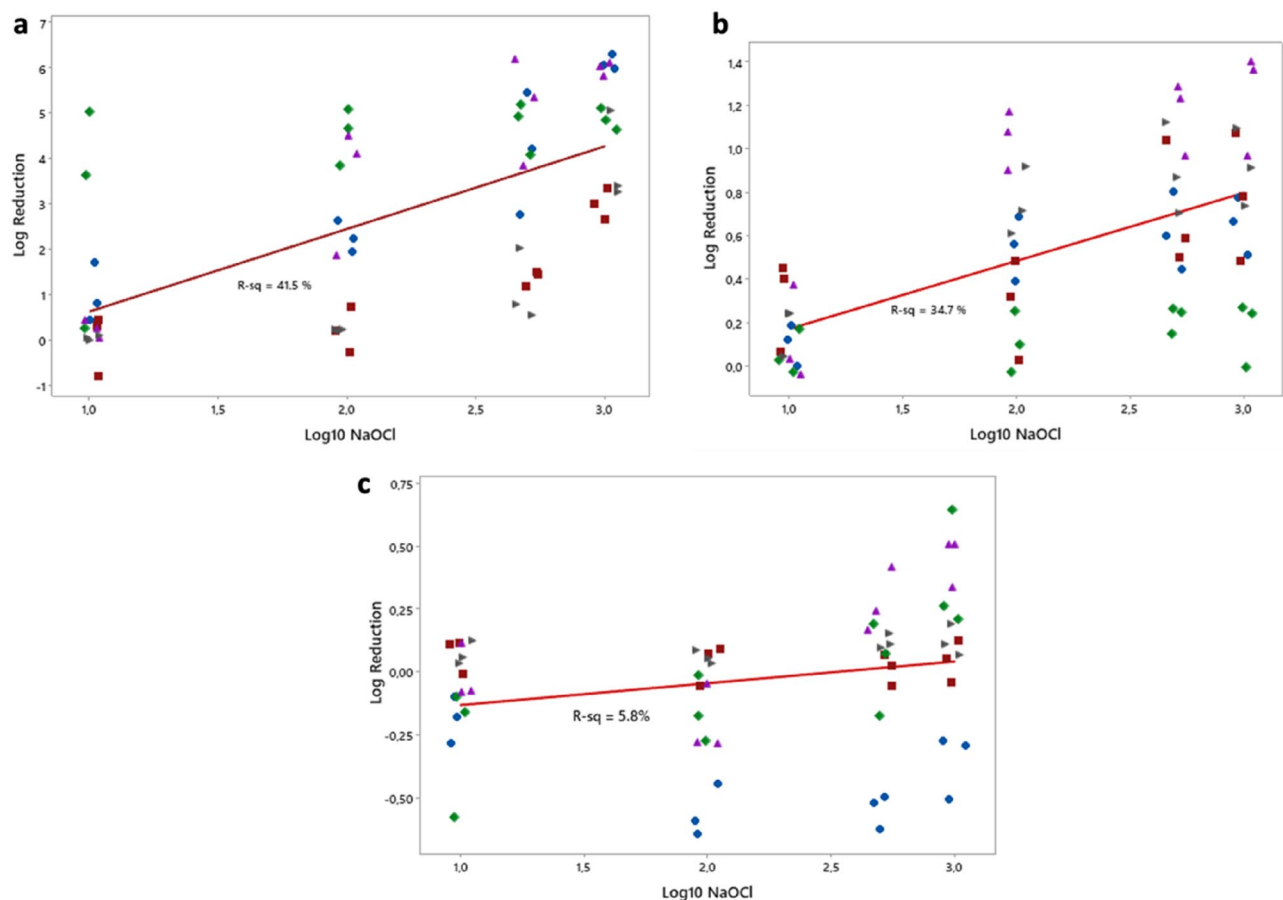 a
Log Reduction
7
6
5
4
3
2
1
0
-1
R-sq = 41.5 %
1,0 1,5 2,0 2,5 3,0
Log10 NaOCl
b
Log Reduction
1,4
1,2
1,0
0,8
0,6
0,4
0,2
0,0
R-sq = 34.7 %
1,0 1,5 2,0 2,5 3,0
Log10 NaOCl
c
Log Reduction
0,75
0,50
0,25
0,00
-0,25
-0,50
R-sq = 5.8%
1,0 1,5 2,0 2,5 3,0
Log10 NaOCl